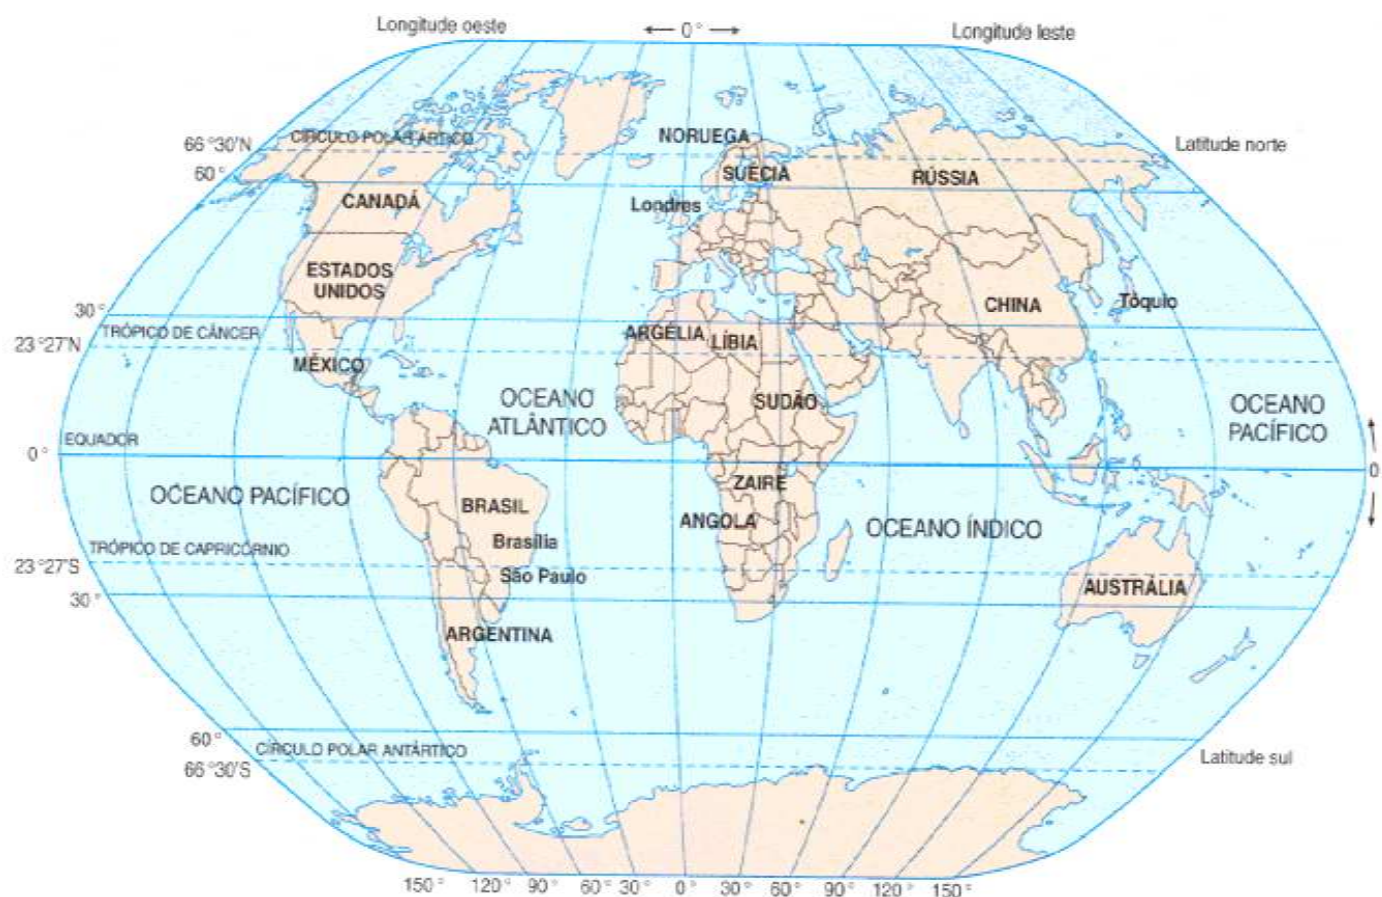 Longitude oeste
0°
Longitude leste
66°30'N
CÍRCULO POLAR ÁRTICO
NORUEGA
Latitude norte
60°
SUÉCIA
RÚSSIA
CANADÁ
Londres
ESTADOS
UNIDOS
CHINA
Tóquio
30°
TRÓPICO DE CÂNCER
ARGÉLIA
LÍBIA
23°27'N
MÉXICO
OCEANO
ATLÂNTICO
SUDÃO
OCEANO
PACÍFICO
EQUADOR
0°
0
ZAIRE
OCEANO PACÍFICO
BRASIL
ANGOLA
OCEANO ÍNDICO
Brasília
TRÓPICO DE CAPRICÓRNIO
23°27'S
São Paulo
AUSTRÁLIA
30°
ARGENTINA
60°
CÍRCULO POLAR ANTÁRTICO
Latitude sul
66°30'S
150° 120° 90° 60° 30° 0° 30° 60° 90° 120° 150°